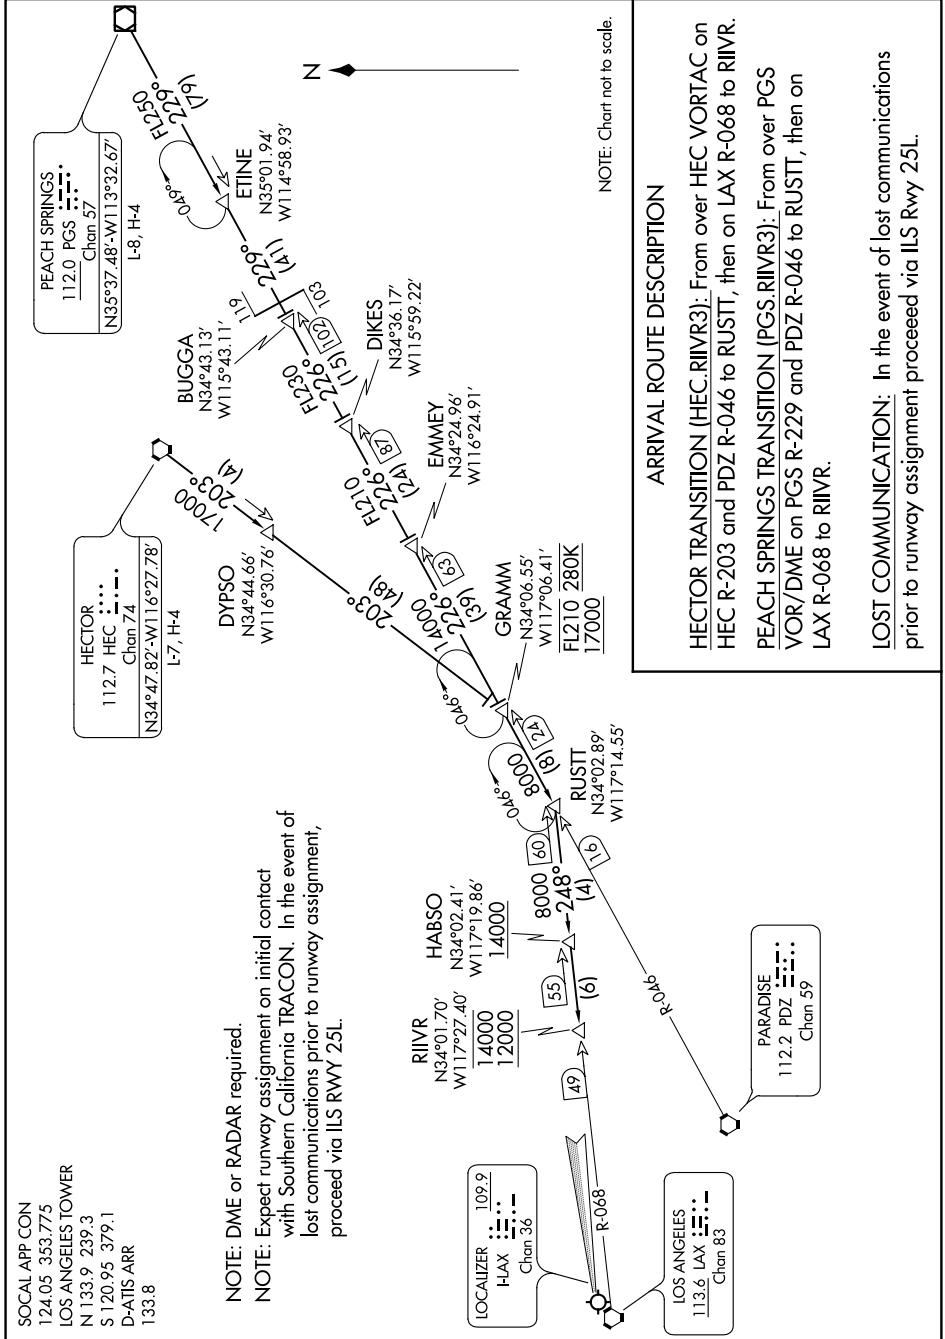 SOCAL APP CON
124.05 353.775
LOS ANGELES TOWER
N 133.9 239.3
S 120.95 379.1
D-ATIS ARR
133.8
NOTE: DME or RADAR required.
NOTE: Expect runway assignment on initial contact
with Southern California TRACON. In the event of
lost communications prior to runway assignment,
proceed via ILS RWY 25L.
HECTOR
112.7 HEC
Chan 74
N34°47.82'-W116°27.78'
L-7, H-4
PEACH SPRINGS
112.0 PGS
Chan 57
N35°37.48'-W113°32.67'
L-8, H-4
FL250
229°
(79)
049°
ETINE
N35°01.94'
W114°58.93'
229°
(41)
119
103
BUGGA
N34°43.13'
W115°43.11'
102
FL230
226°
(15)
DIKES
N34°36.17'
W115°59.22'
87
FL210
226°
(24)
EMMEY
N34°24.96'
W116°24.91'
63
14000
226°
(39)
17000
203°
(4)
DYPSO
N34°44.66'
W116°30.76'
203°
(48)
046°
GRAMM
N34°06.55'
W117°06.41'
FL210 280K
17000
24
8000
(8)
046°
RUSTT
N34°02.89'
W117°14.55'
60
16
8000
248°
(4)
HABSO
N34°02.41'
W117°19.86'
14000
55
(6)
RIIVR
N34°01.70'
W117°27.40'
14000
12000
49
R-068
R-046
LOCALIZER 109.9
I-LAX
Chan 36
LOS ANGELES
113.6 LAX
Chan 83
PARADISE
112.2 PDZ
Chan 59
N
NOTE: Chart not to scale.
ARRIVAL ROUTE DESCRIPTION
HECTOR TRANSITION (HEC.RIIVR3): From over HEC VORTAC on
HEC R-203 and PDZ R-046 to RUSTT, then on LAX R-068 to RIIVR.
PEACH SPRINGS TRANSITION (PGS.RIIVR3): From over PGS
VOR/DME on PGS R-229 and PDZ R-046 to RUSTT, then on
LAX R-068 to RIIVR.
LOST COMMUNICATION: In the event of lost communications
prior to runway assignment proceeed via ILS Rwy 25L.